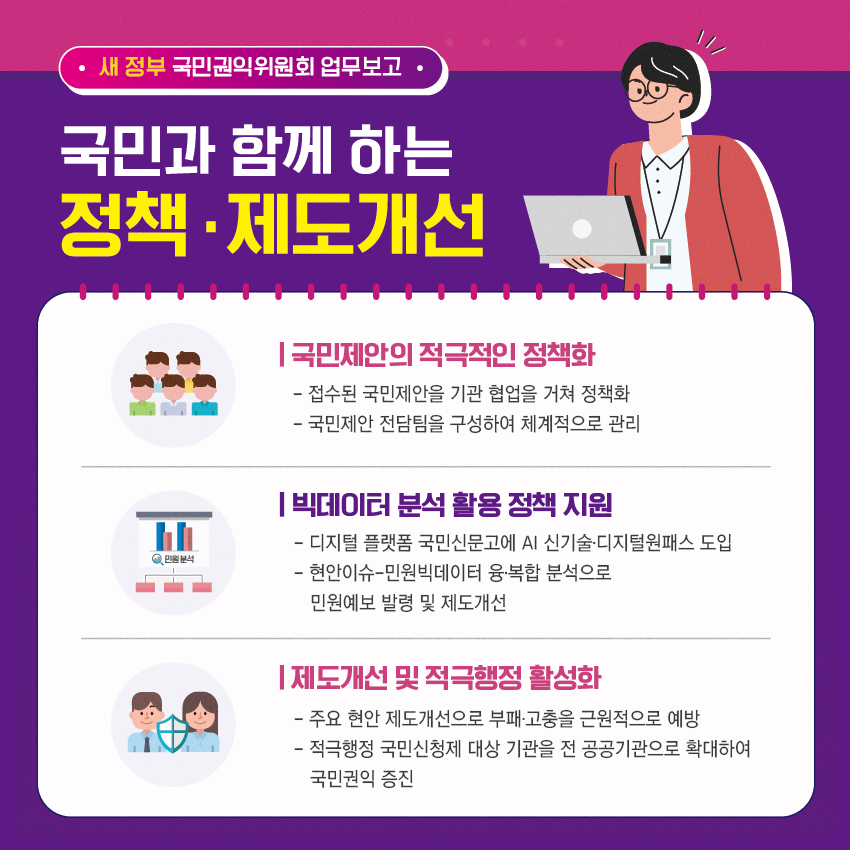 · 새 정부 국민권익위원회 업무보고 ·
국민과 함께 하는
정책·제도개선
국민제안의 적극적인 정책화
- 접수된 국민제안을 기관 협업을 거쳐 정책화
- 국민제안 전담팀을 구성하여 체계적으로 관리
빅데이터 분석 활용 정책 지원
민원분석
- 디지털 플랫폼 국민신문고에 AI 신기술·디지털원패스 도입
- 현안이슈-민원빅데이터 융·복합 분석으로
민원예보 발령 및 제도개선
제도개선 및 적극행정 활성화
- 주요 현안 제도개선으로 부패·고충을 근원적으로 예방
- 적극행정 국민신청제 대상 기관을 전 공공기관으로 확대하여
국민권익 증진